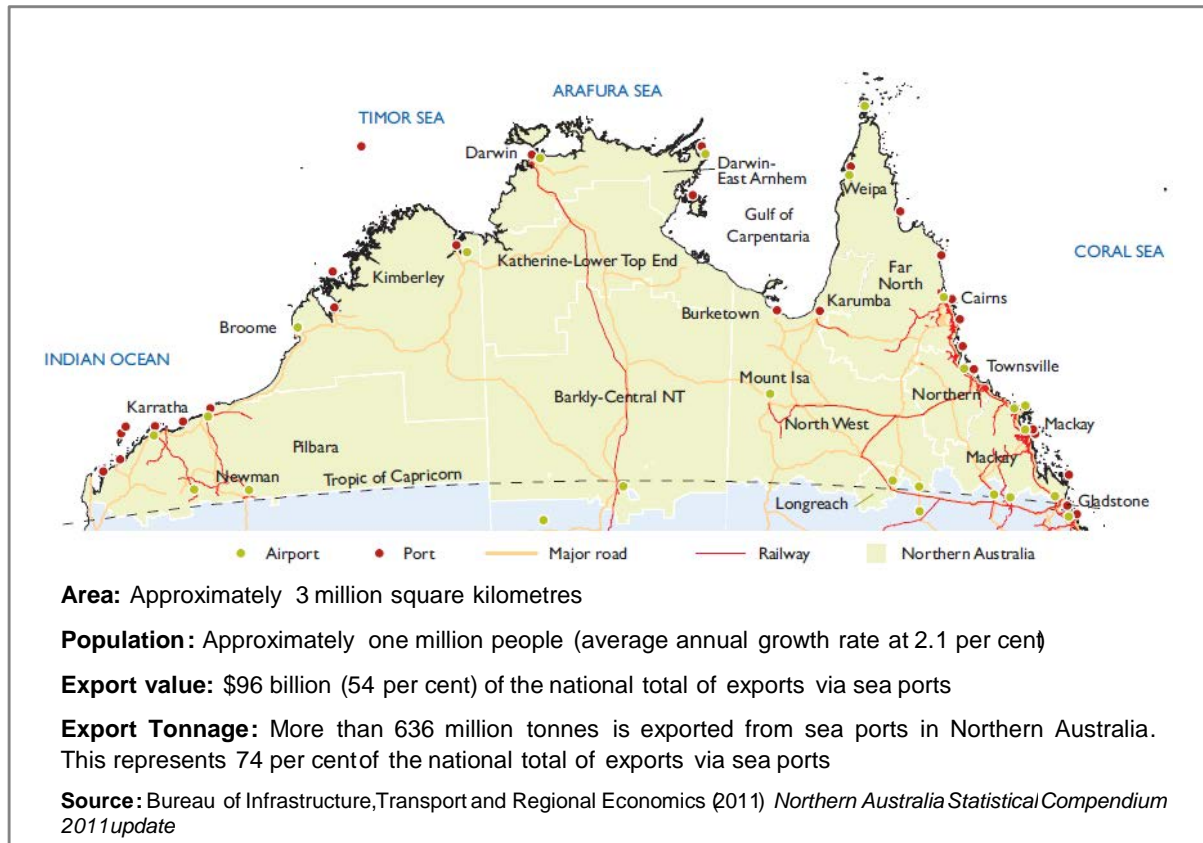 ARAFURA SEA
TIMOR SEA
Darwin
Darwin-
East Arnhem
Weipa
Gulf of
Carpentaria
CORAL SEA
Kimberley
Katherine-Lower Top End
Far
North
Cairns
Karumba
Burketown
Broome
INDIAN OCEAN
Townsville
Mount Isa
Northern
Karratha
Barkly-Central NT
North West
Mackay
Pilbara
Mackay
Newman
Tropic of Capricorn
Longreach
Gladstone
Airport Port Major road Railway Northern Australia
Area: Approximately 3 million square kilometres
Population: Approximately one million people (average annual growth rate at 2.1 per cent)
Export value: $96 billion (54 per cent) of the national total of exports via sea ports
Export Tonnage: More than 636 million tonnes is exported from sea ports in Northern Australia.
This represents 74 per cent of the national total of exports via sea ports
Source: Bureau of Infrastructure, Transport and Regional Economics (2011) Northern Australia Statistical Compendium
2011 update